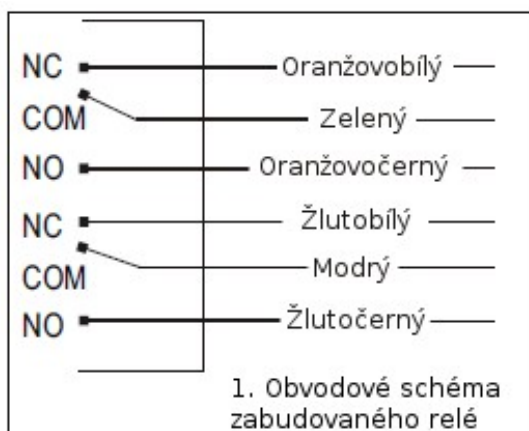 NC Oranžovobílý
COM Zelený
NO Oranžovočerný
NC Žlutobílý
COM Modrý
NO Žlutočerný
1. Obvodové schéma
zabudovaného relé